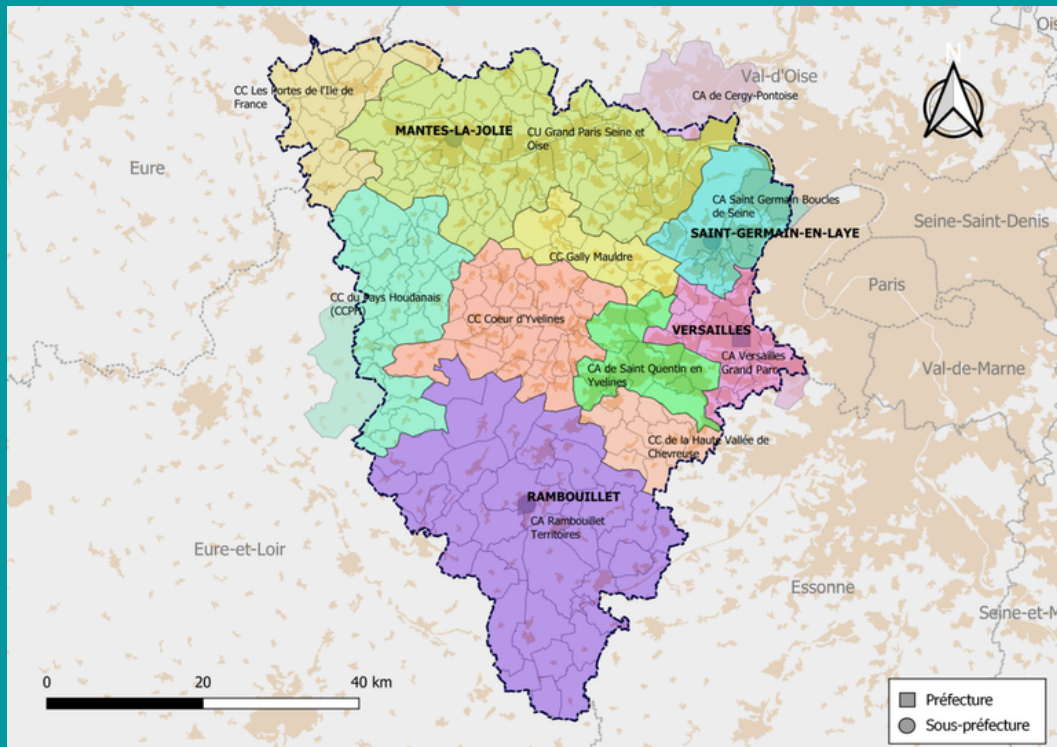 Ois
N
Val-d'Oise
CA de Cergy-Pontoise
CC Les Portes de l'Ile de
France
MANTES-LA-JOLIE
CU Grand Paris Seine et
Oise
Eure
CA Saint Germain Boucles
de Seine
Seine-Saint-Denis
SAINT-GERMAIN-EN-LAYE
CC Gally Mauldre
Paris
CC du Pays Houdanais
(CCPH)
CC Coeur d'Yvelines
VERSAILLES
CA Versailles
Grand Parc
CA de Saint Quentin en
Yvelines
Val-de-Marne
CC de la Haute Vallée de
Chevreuse
RAMBOUILLET
CA Rambouillet
Territoires
Eure-et-Loir
Essonne
Seine-et-M
0 20 40 km
Préfecture
Sous-préfecture